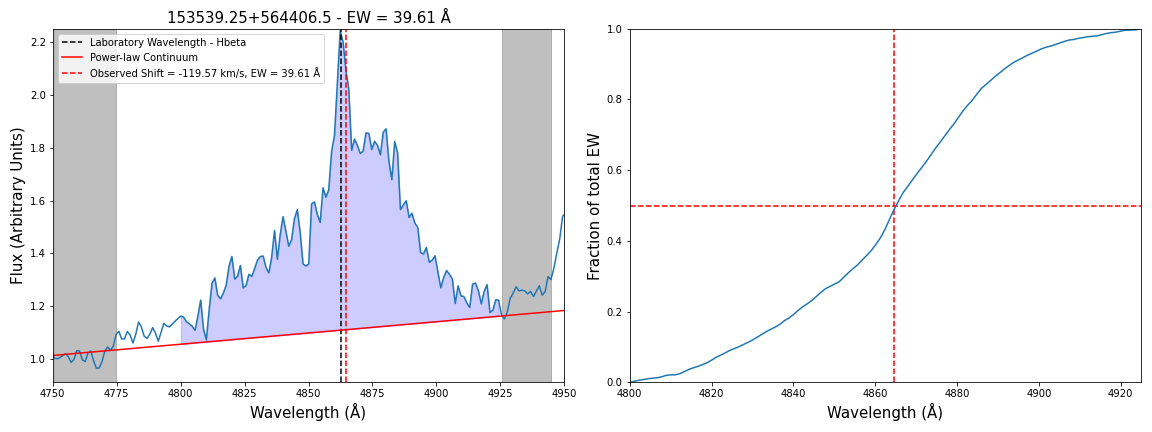 153539.25+564406.5 - EW = 39.61 Å
Laboratory Wavelength - Hbeta
Power-law Continuum
Observed Shift = -119.57 km/s, EW = 39.61 Å
Flux (Arbitrary Units)
2.2
2.0
1.8
1.6
1.4
1.2
1.0
4750 4775 4800 4825 4850 4875 4900 4925 4950
Wavelength (Å)
Fraction of total EW
1.0
0.8
0.6
0.4
0.2
0.0
4800 4820 4840 4860 4880 4900 4920
Wavelength (Å)